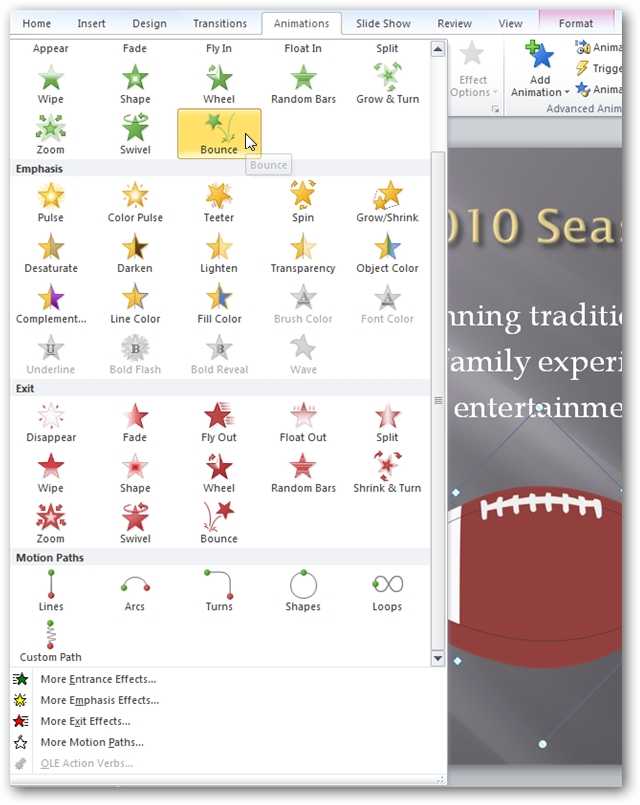 Home Insert Design Transitions Animations Slide Show Review View Format
Appear Fade Fly In Float In Split
Wipe Shape Wheel Random Bars Grow & Turn
Zoom Swivel Bounce
Bounce
Emphasis
Pulse Color Pulse Teeter Spin Grow/Shrink
Desaturate Darken Lighten Transparency Object Color
Complement... Line Color Fill Color Brush Color Font Color
Underline Bold Flash Bold Reveal Wave
Exit
Disappear Fade Fly Out Float Out Split
Wipe Shape Wheel Random Bars Shrink & Turn
Zoom Swivel Bounce
Motion Paths
Lines Arcs Turns Shapes Loops
Custom Path
More Entrance Effects...
More Emphasis Effects...
More Exit Effects...
More Motion Paths...
OLE Action Verbs...
Effect
Options
Add
Animation
Anima
Trigge
Anima
Advanced Anim
010 Seas
nning traditio
family experi
entertainme